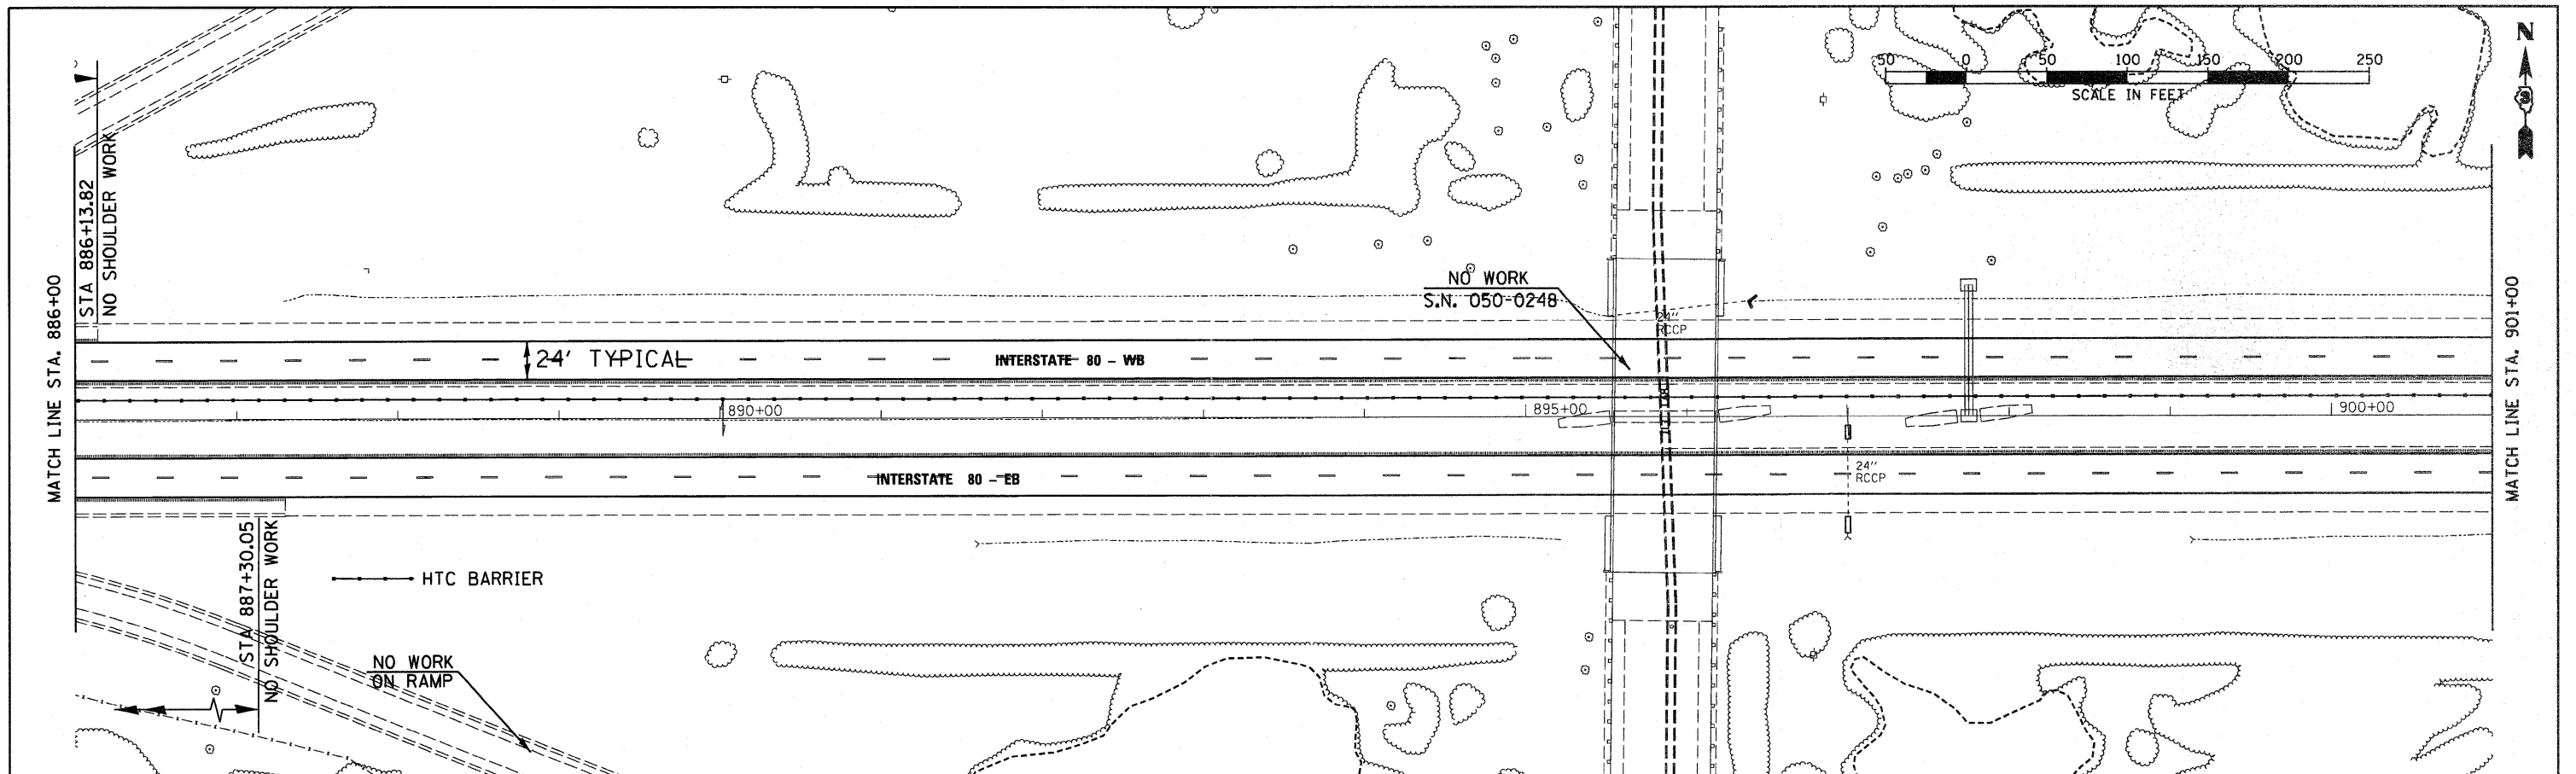 N
50 0 50 100 150 200 250
SCALE IN FEET
3
STA 886+13.82
NO SHOULDER WORK
MATCH LINE STA. 886+00
MATCH LINE STA. 901+00
NO WORK
S.N. 050-0248
24"
RCCP
24' TYPICAL
INTERSTATE 80 - WB
890+00
895+00
900+00
INTERSTATE 80 - EB
24"
RCCP
STA 887+30.05
NO SHOULDER WORK
HTC BARRIER
NO WORK
ON RAMP